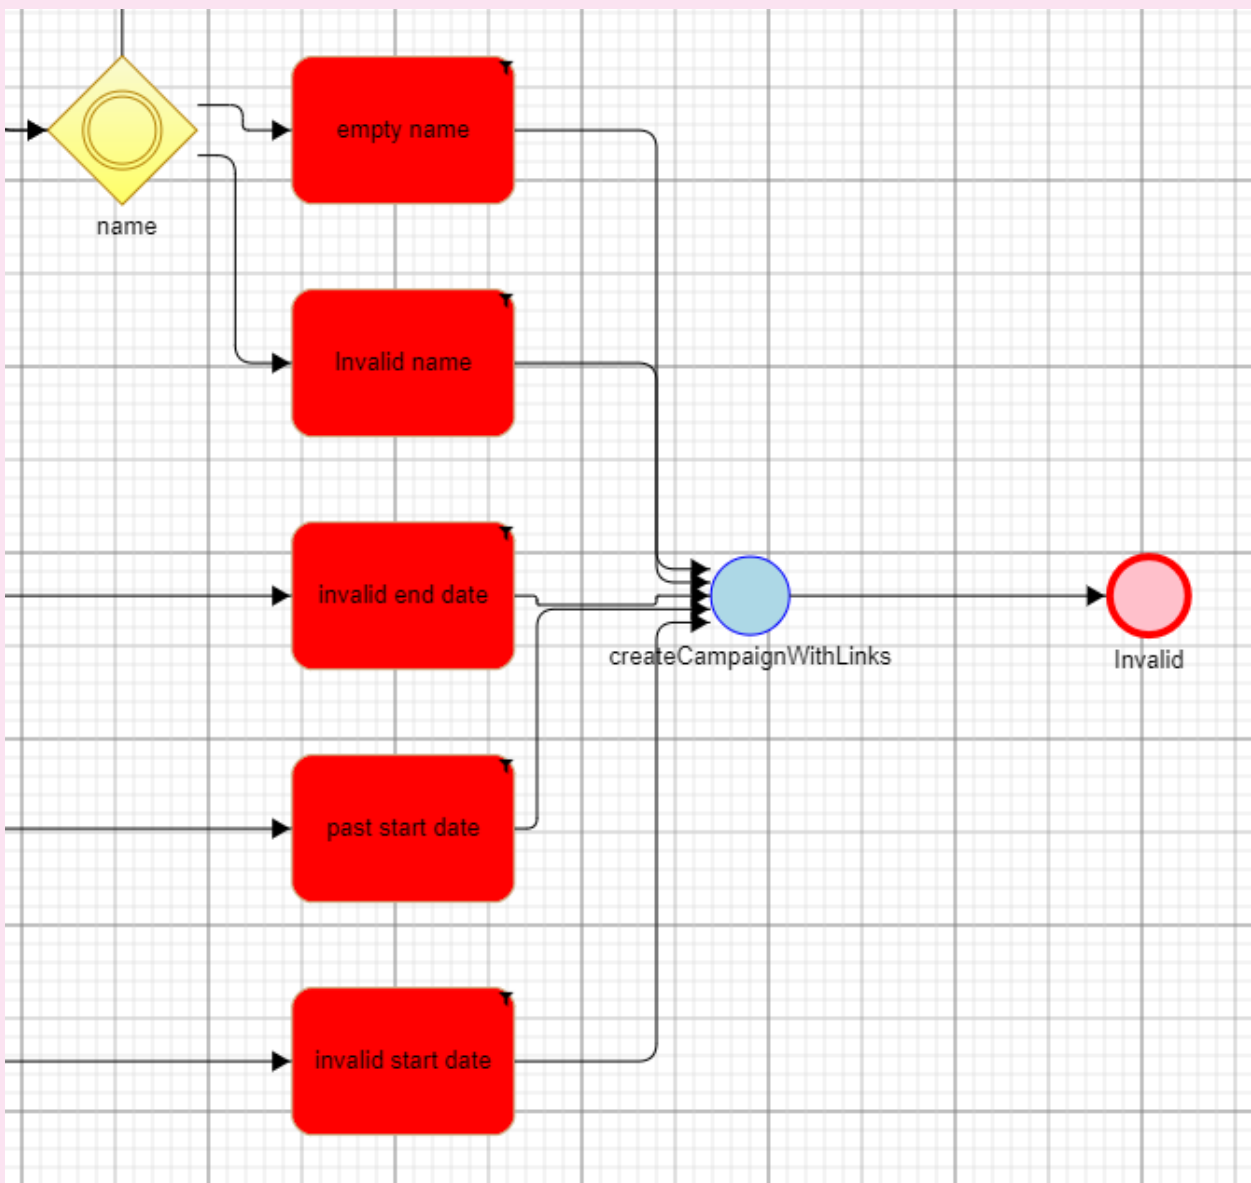 empty name
name
Invalid name
invalid end date
createCampaignWithLinks
Invalid
past start date
invalid start date